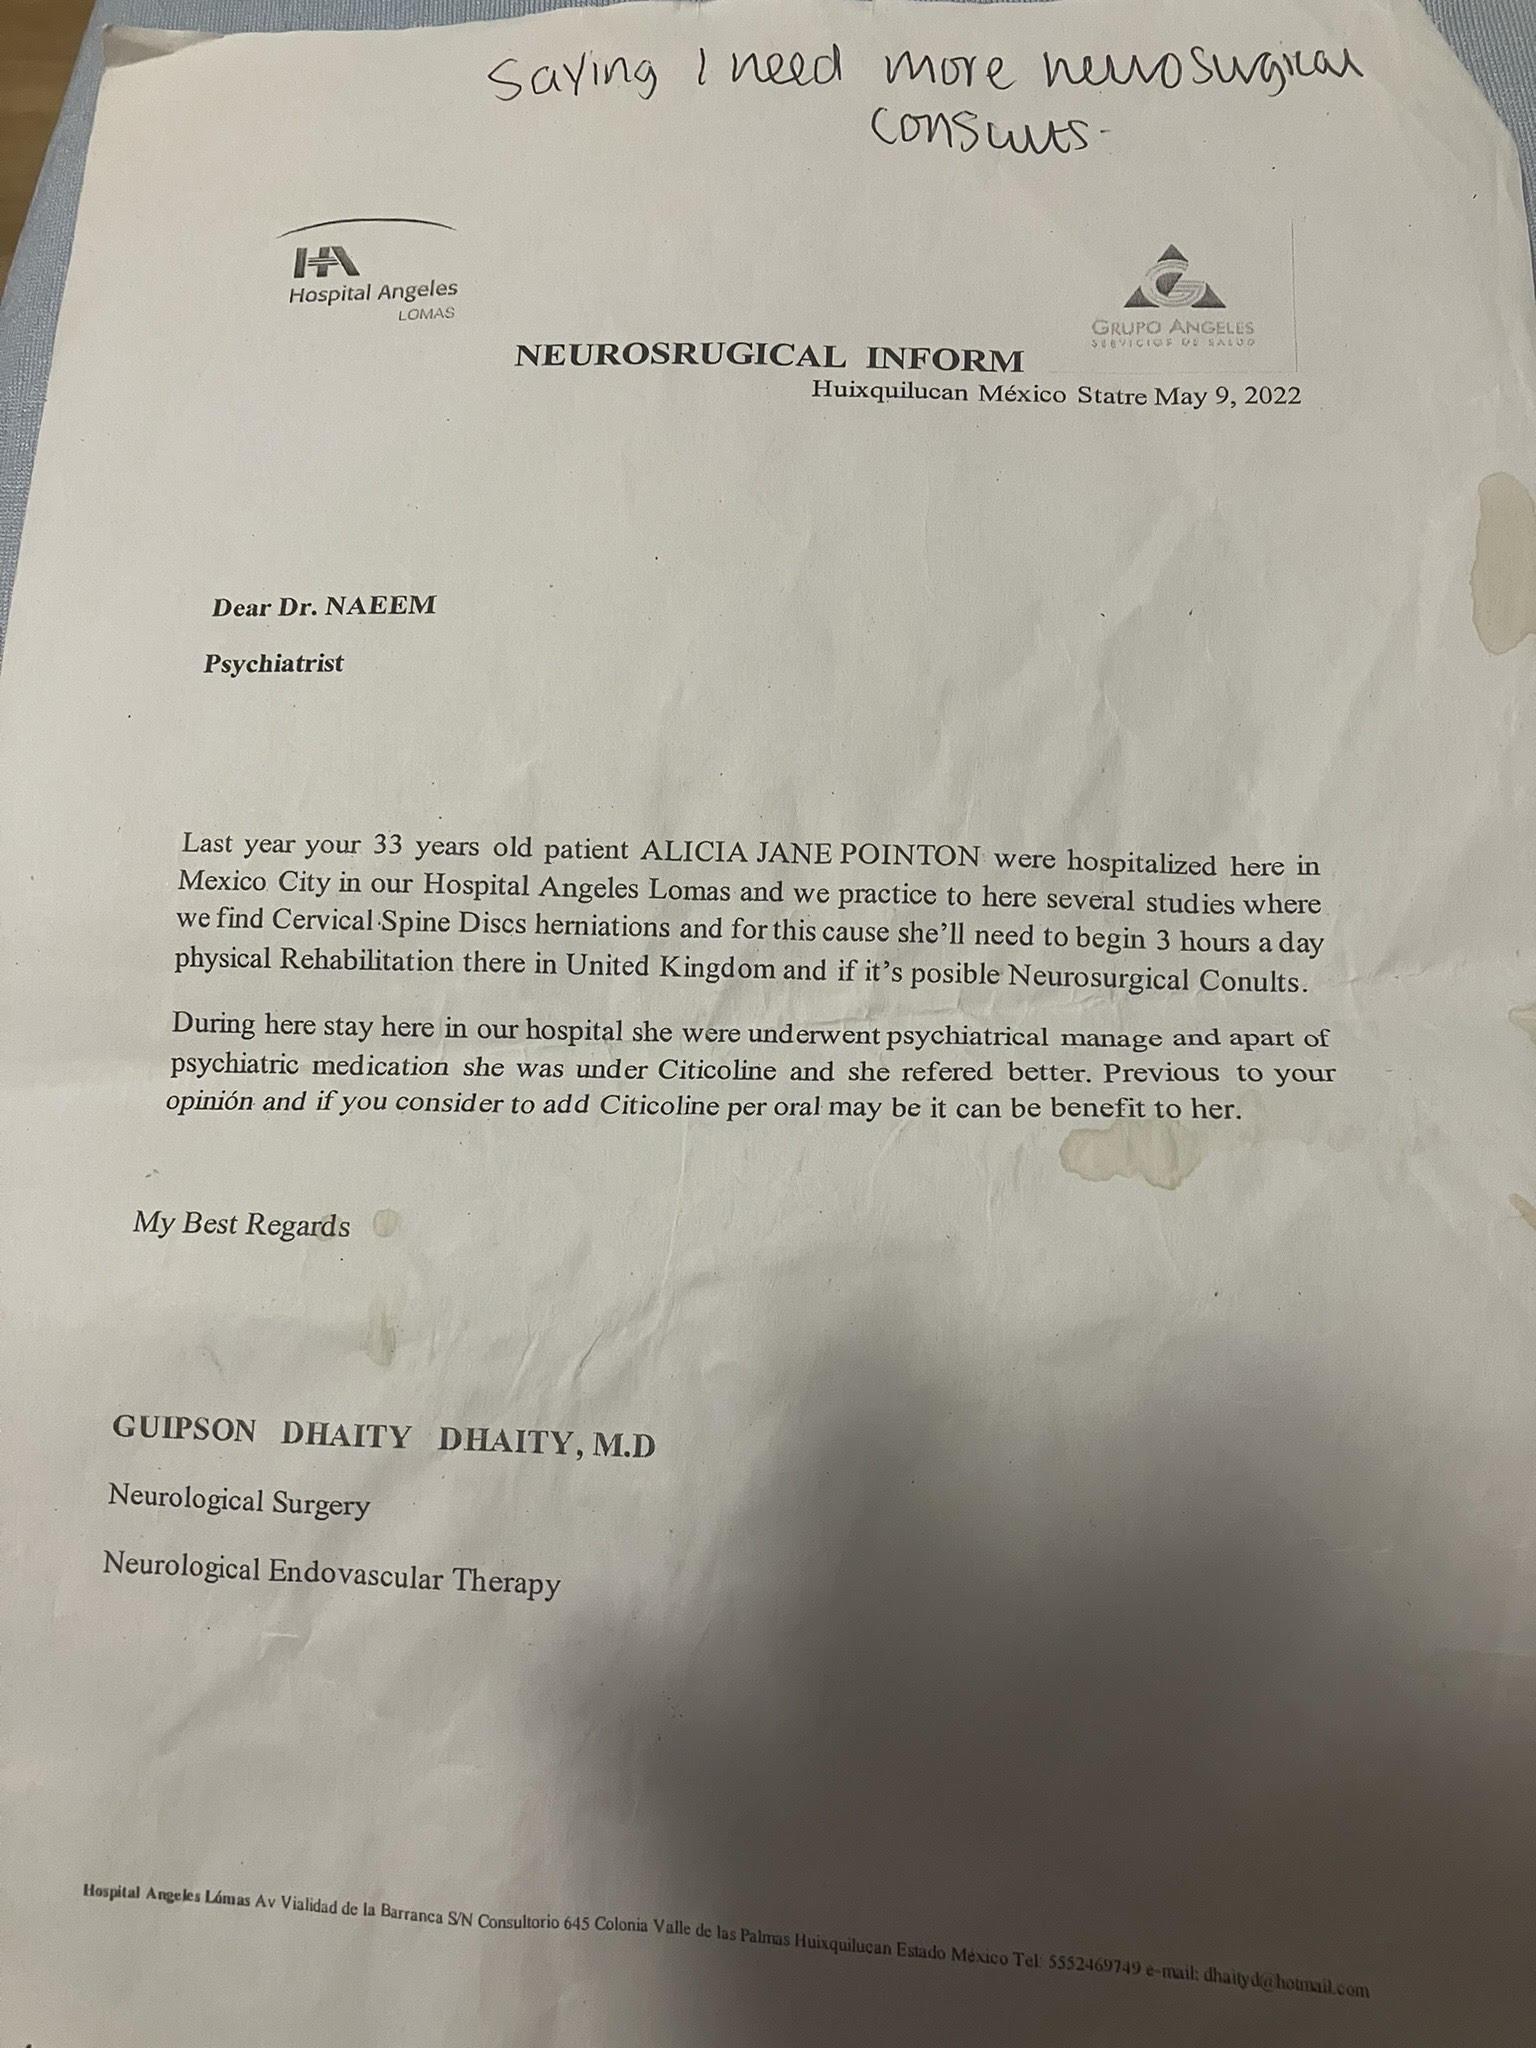 Saying I need more neurosurgical
consults-
HA
Hospital Angeles
LOMAS
G
GRUPO ANGELES
SERVICIOS DE SALUD
NEUROSRUGICAL INFORM
Huixquilucan México Statre May 9, 2022
Dear Dr. NAEEM
Psychiatrist
Last year your 33 years old patient ALICIA JANE POINTON were hospitalized here in
Mexico City in our Hospital Angeles Lomas and we practice to here several studies where
we find Cervical Spine Discs herniations and for this cause she'll need to begin 3 hours a day
physical Rehabilitation there in United Kingdom and if it's posible Neurosurgical Conults.
During here stay here in our hospital she were underwent psychiatrical manage and apart of
psychiatric medication she was under Citicoline and she refered better. Previous to your
opinión and if you consider to add Citicoline per oral may be it can be benefit to her.
My Best Regards
GUIPSON DHAITY DHAITY, M.D
Neurological Surgery
Neurological Endovascular Therapy
Hospital Angeles Lómas Av Vialidad de la Barranca S/N Consultorio 645 Colonia Valle de las Palmas Huixquilucan Estado México Tel: 5552469749 e-mail: dhaityd@hotmail.com